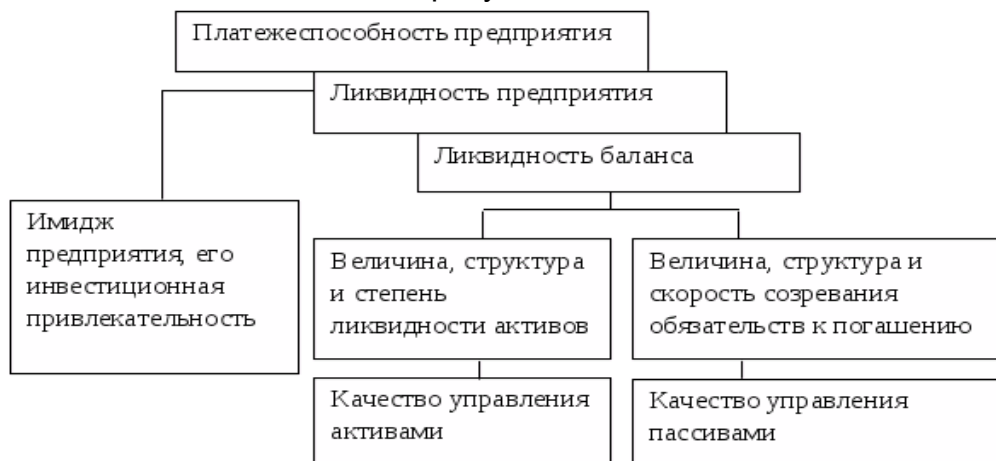 Платежеспособность предприятия
Ликвидность предприятия
Ликвидность баланса
Имидж
предприятия, его
инвестиционная
привлекательность
Величина, структура
и степень
ликвидности активов
Величина, структура и
скорость созревания
обязательств к погашению
Качество управления
активами
Качество управления
пассивами